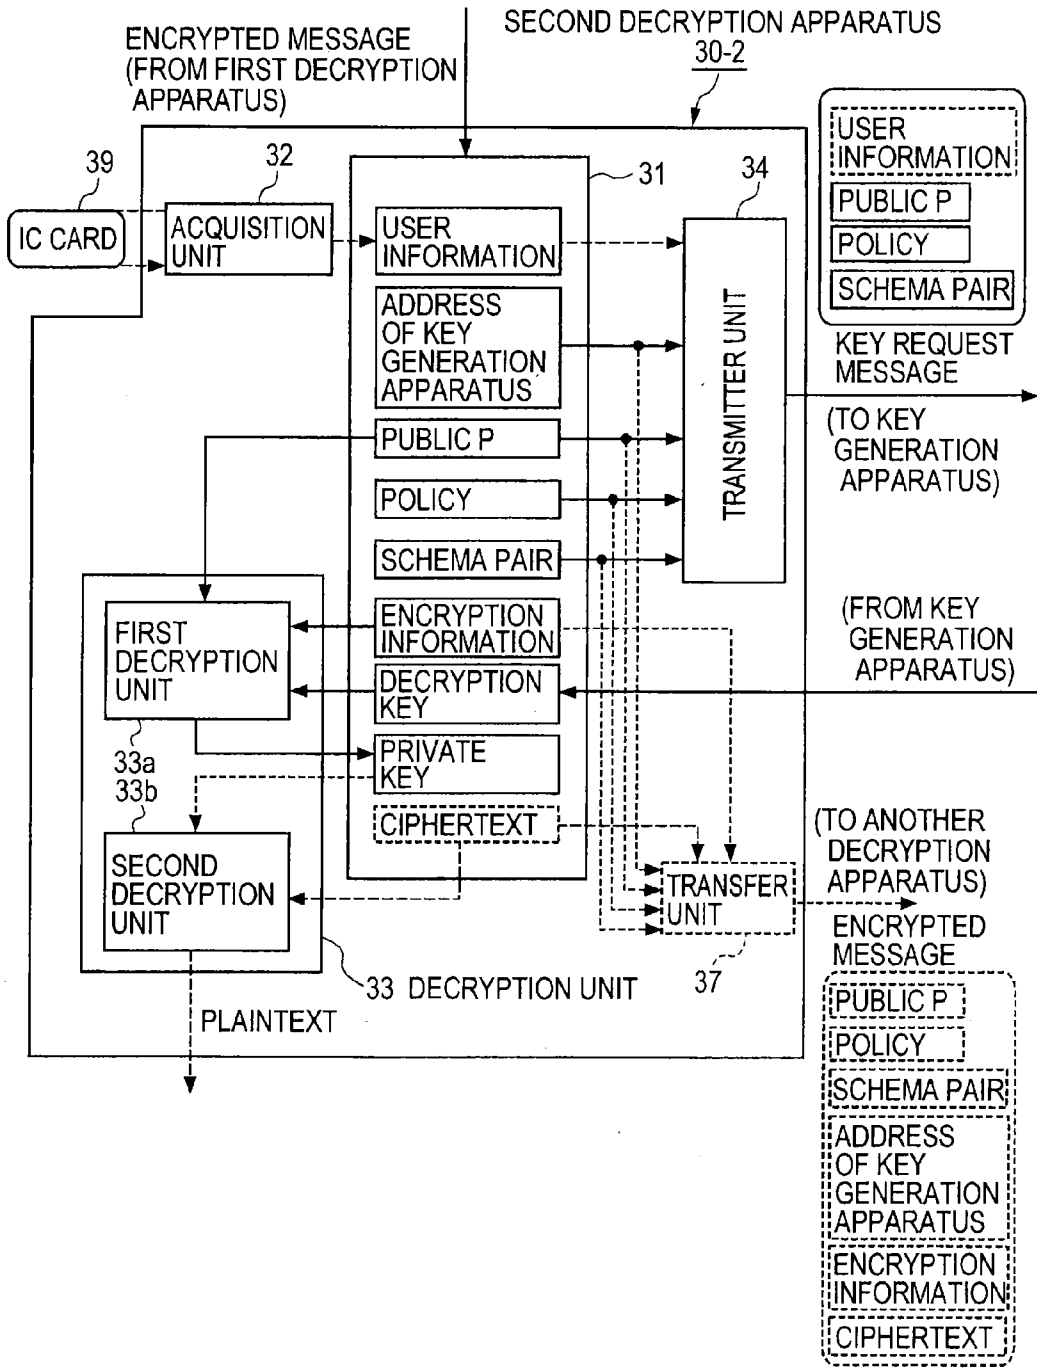 SECOND DECRYPTION APPARATUS
30-2
ENCRYPTED MESSAGE
(FROM FIRST DECRYPTION
APPARATUS)
39
IC CARD
32
ACQUISITION
UNIT
31
USER
INFORMATION
ADDRESS
OF KEY
GENERATION
APPARATUS
PUBLIC P
POLICY
SCHEMA PAIR
ENCRYPTION
INFORMATION
DECRYPTION
KEY
PRIVATE
KEY
CIPHERTEXT
34
TRANSMITTER UNIT
USER
INFORMATION
PUBLIC P
POLICY
SCHEMA PAIR
KEY REQUEST
MESSAGE
(TO KEY
GENERATION
APPARATUS)
(FROM KEY
GENERATION
APPARATUS)
FIRST
DECRYPTION
UNIT
33a
33b
SECOND
DECRYPTION
UNIT
33 DECRYPTION UNIT
PLAINTEXT
TRANSFER
UNIT
37
(TO ANOTHER
DECRYPTION
APPARATUS)
ENCRYPTED
MESSAGE
PUBLIC P
POLICY
SCHEMA PAIR
ADDRESS
OF KEY
GENERATION
APPARATUS
ENCRYPTION
INFORMATION
CIPHERTEXT